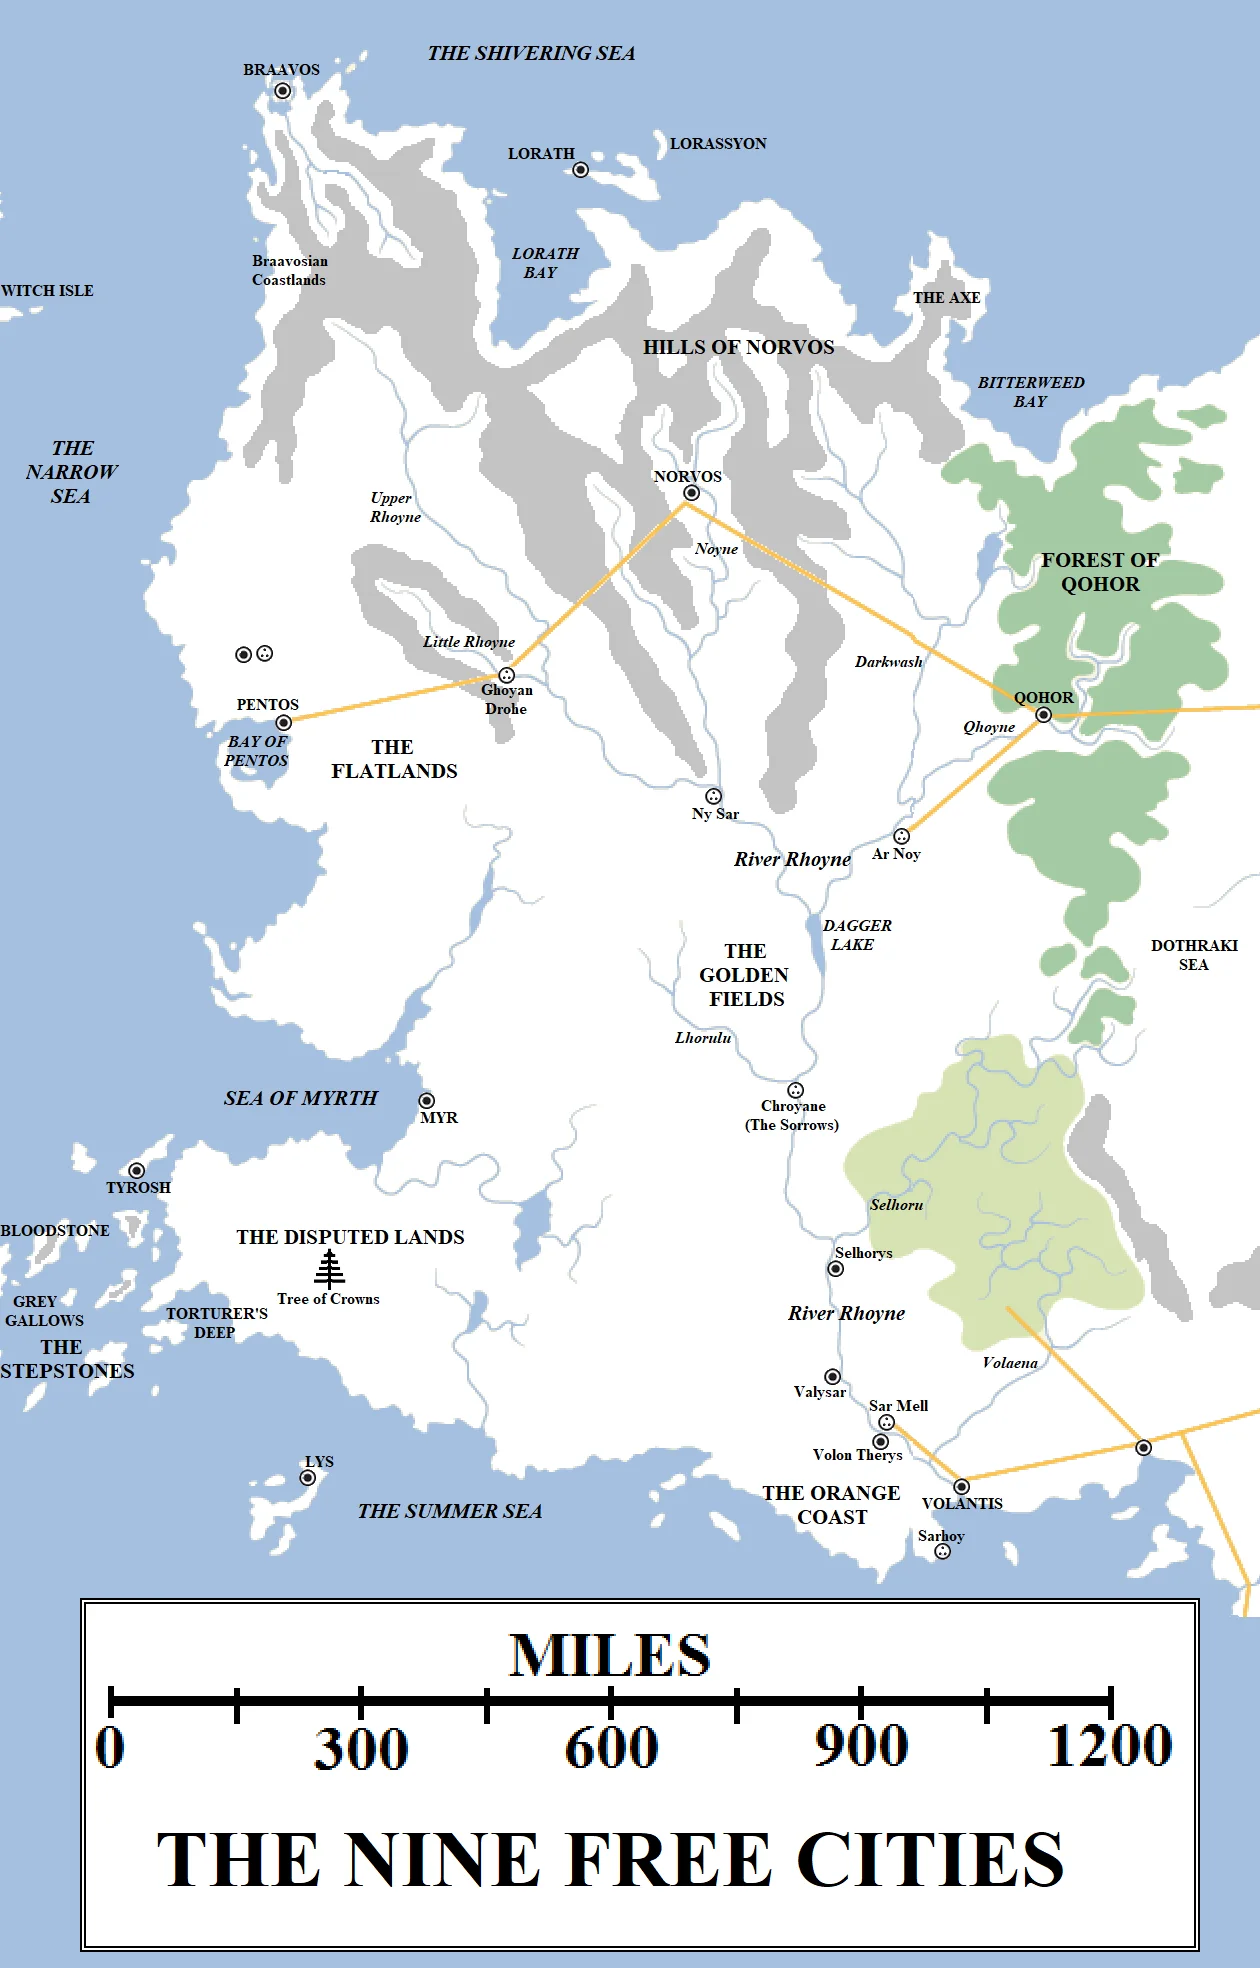 THE SHIVERING SEA
BRAAVOS
LORASSYON
LORATH
LORATH
BAY
Braavosian
Coastlands
WITCH ISLE
THE AXE
HILLS OF NORVOS
BITTERWEED
BAY
THE
NARROW
SEA
NORVOS
Upper
Rhoyne
Noyne
FOREST OF
QOHOR
Little Rhoyne
Darkwash
Ghoyan
Drohe
QOHOR
PENTOS
Qhoyne
BAY OF
PENTOS
THE
FLATLANDS
Ny Sar
River Rhoyne
Ar Noy
DAGGER
LAKE
THE
GOLDEN
FIELDS
DOTHRAKI
SEA
Lhorulu
SEA OF MYRTH
MYR
Chroyane
(The Sorrows)
TYROSH
Selhoru
BLOODSTONE
THE DISPUTED LANDS
Selhorys
Tree of Crowns
GREY
GALLOWS
TORTURER'S
DEEP
River Rhoyne
THE
STEPSTONES
Volaena
Valysar
Sar Mell
Volon Therys
LYS
THE ORANGE
COAST
VOLANTIS
THE SUMMER SEA
Sarhoy
MILES
0 300 600 900 1200
THE NINE FREE CITIES